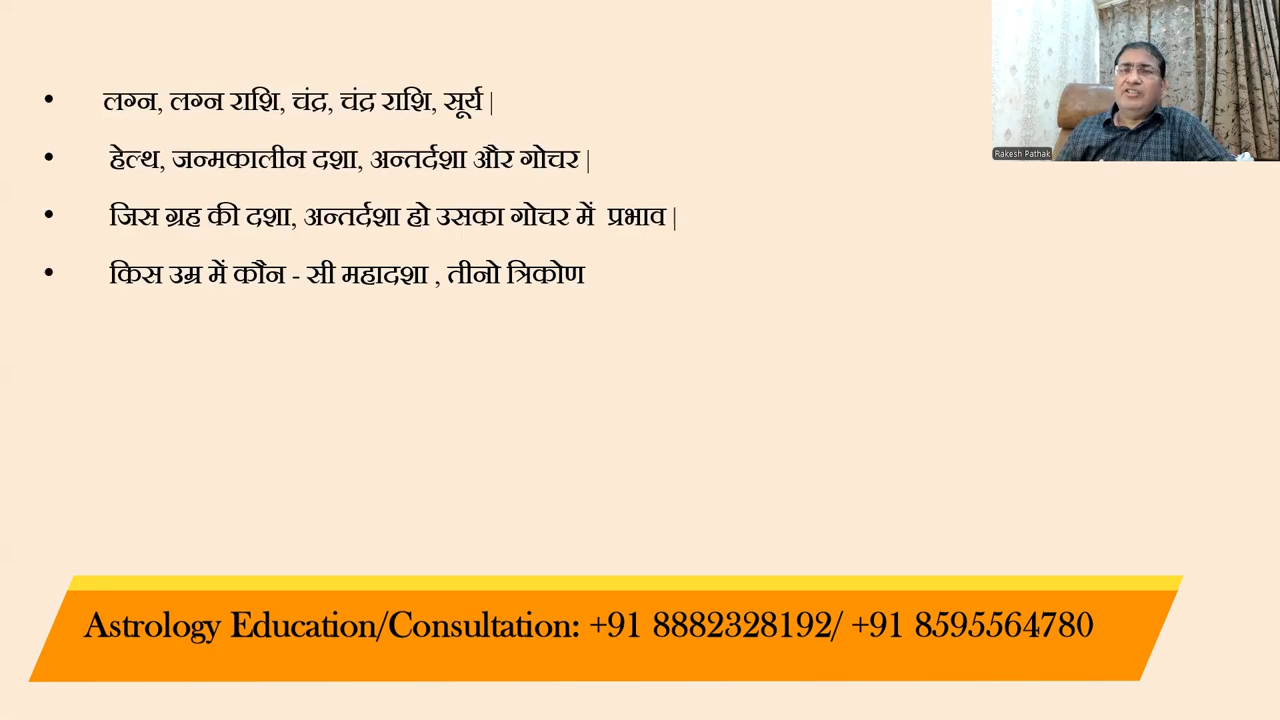 • लग्न, लग्न राशि, चंद्र, चंद्र राशि, सूर्य |
• हेल्थ, जन्मकालीन दशा, अन्तर्दशा और गोचर |
• जिस ग्रह की दशा, अन्तर्दशा हो उसका गोचर में प्रभाव |
• किस उम्र में कौन - सी महादशा , तीनो त्रिकोण
Rakesh Pathak
Astrology Education/Consultation: +91 8882328192/ +91 8595564780